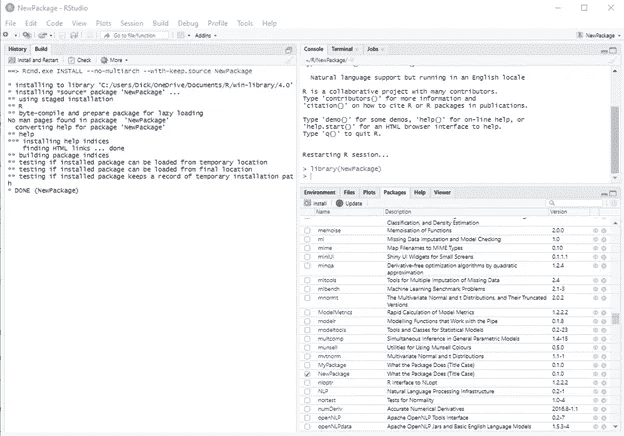 NewPackage - RStudio
File Edit Code View Plots Session Build Debug Profile Tools Help
Go to file/function Addins NewPackage
History Build
Install and Restart Check More
==> Rcmd.exe INSTALL --no-multiarch --with-keep.source NewPackage
* installing to library 'C:/Users/Dick/OneDrive/Documents/R/win-library/4.0'
* installing *source* package 'NewPackage' ...
** using staged installation
** R
** byte-compile and prepare package for lazy loading
No man pages found in package 'NewPackage'
converting help for package 'NewPackage'
** help
*** installing help indices
finding HTML links ... done
** building package indices
** testing if installed package can be loaded from temporary location
** testing if installed package can be loaded from final location
** testing if installed package keeps a record of temporary installation pat
h
* DONE (NewPackage)
Console Terminal Jobs
~/R/NewPackage/
Natural language support but running in an English locale
R is a collaborative project with many contributors.
Type 'contributors()' for more information and
'citation()' on how to cite R or R packages in publications.
Type 'demo()' for some demos, 'help()' for on-line help, or
'help.start()' for an HTML browser interface to help.
Type 'q()' to quit R.
Restarting R session...
> library(NewPackage)
>
Environment Files Plots Packages Help Viewer
Install Update
Name Description Version
Classification, and Density Estimation
memoise Memoisation of Functions 2.0.0
mi Missing Data Imputation and Model Checking 1.0
mime Map Filenames to MIME Types 0.10
miniUI Shiny UI Widgets for Small Screens 0.1.1.1
minqa Derivative-free optimization algorithms by quadratic 1.2.4
approximation
mitools Tools for Multiple Imputation of Missing Data 2.4
mlbench Machine Learning Benchmark Problems 2.1-3
mnormt The Multivariate Normal and t Distributions, and Their Truncated 2.0.2
Versions
ModelMetrics Rapid Calculation of Model Metrics 1.2.2.2
modelr Modelling Functions that Work with the Pipe 0.1.8
modeltools Tools and Classes for Statistical Models 0.2-23
multcomp Simultaneous Inference in General Parametric Models 1.4-15
munsell Utilities for Using Munsell Colours 0.5.0
mvtnorm Multivariate Normal and t Distributions 1.1-1
MyPackage What the Package Does (Title Case) 0.1.0
NewPackage What the Package Does (Title Case) 0.1.0
nloptr R Interface to NLopt 1.2.2.2
NLP Natural Language Processing Infrastructure 0.2-1
nortest Tests for Normality 1.0-4
numDeriv Accurate Numerical Derivatives 2016.8-1.1
openNLP Apache OpenNLP Tools Interface 0.2-7
openNLPdata Apache OpenNLP Jars and Basic English Language Models 1.5.3-4